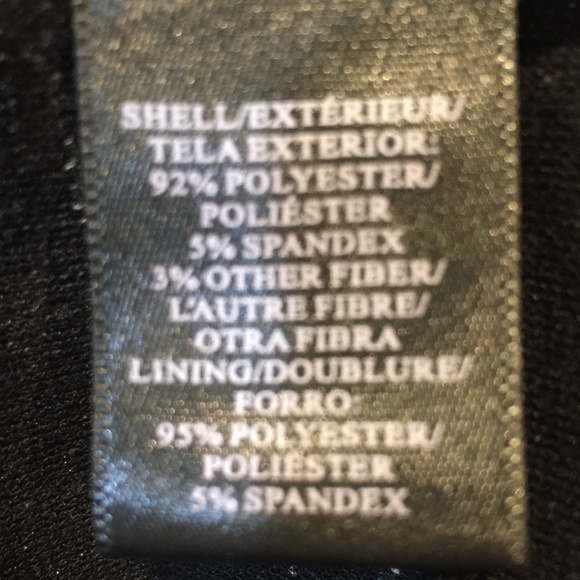 SHELL/EXTÉRIEUR/
TELA EXTERIOR:
92% POLYESTER/
POLIÉSTER
5% SPANDEX
3% OTHER FIBER/
L'AUTRE FIBRE/
OTRA FIBRA
LINING/DOUBLURE/
FORRO:
95% POLYESTER/
POLIÉSTER
5% SPANDEX